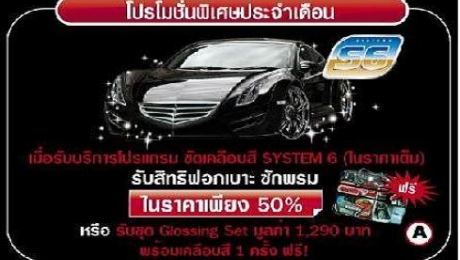 โปรโมชั่นพิเศษประจำเดือน
SYSTEMS
S6
เมื่อรับบริการโปรแกรม ขัดเคลือบสี SYSTEM 6 (ในราคาเต็ม)
รับสิทธิฟอกเบาะ ซักพรม
ฟรี
ในราคาเพียง 50%
หรือ รับชุด Glossing Set มูลค่า 1,290 บาท
พร้อมเคลือบสี 1 ครั้ง ฟรี!
A